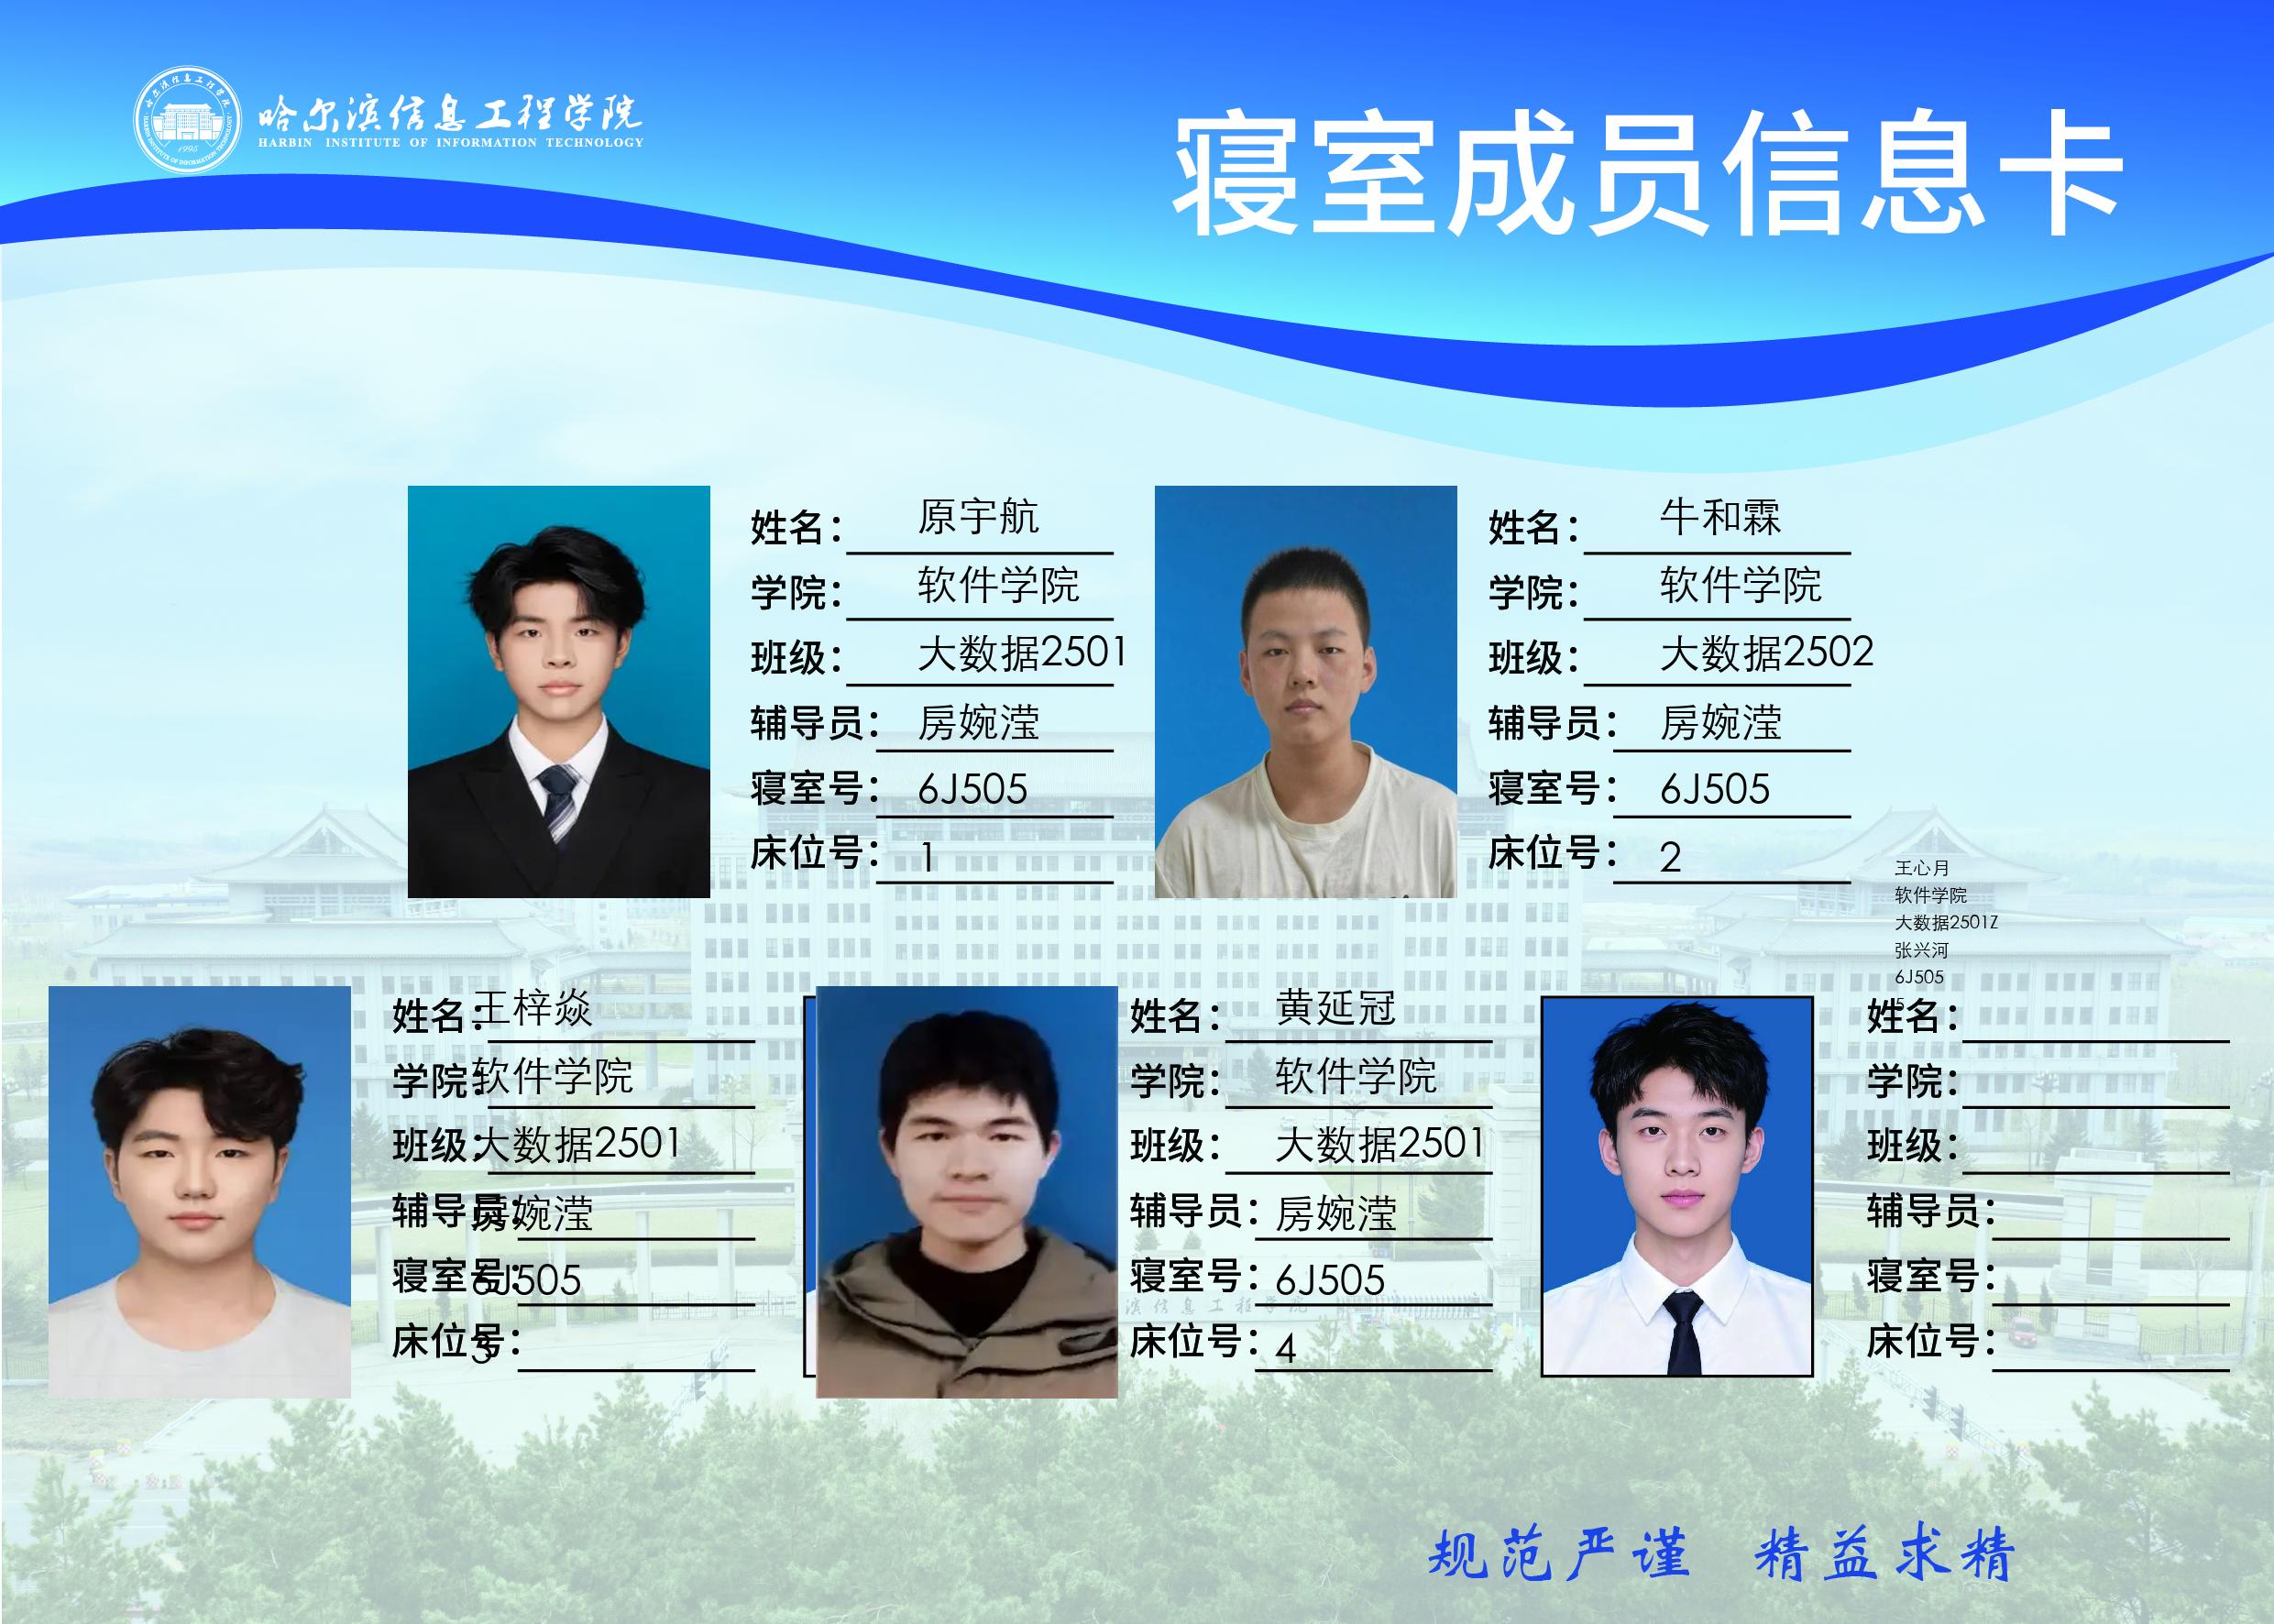 哈尔滨信息工程学院
HARBIN INSTITUTE OF INFORMATION TECHNOLOGY
1995
寝室成员信息卡
姓名： 原宇航
学院： 软件学院
班级： 大数据2501
辅导员： 房婉滢
寝室号： 6J505
床位号： 1
姓名： 牛和霖
学院： 软件学院
班级： 大数据2502
辅导员： 房婉滢
寝室号： 6J505
床位号： 2
王心月
软件学院
大数据2501Z
张兴河
6J505
5
姓名：王梓焱
学院：软件学院
班级：大数据2501
辅导员：房婉滢
寝室号：6J505
床位号：3
姓名： 黄延冠
学院： 软件学院
班级： 大数据2501
辅导员： 房婉滢
寝室号： 6J505
床位号： 4
姓名：
学院：
班级：
辅导员：
寝室号：
床位号：
规范严谨 精益求精